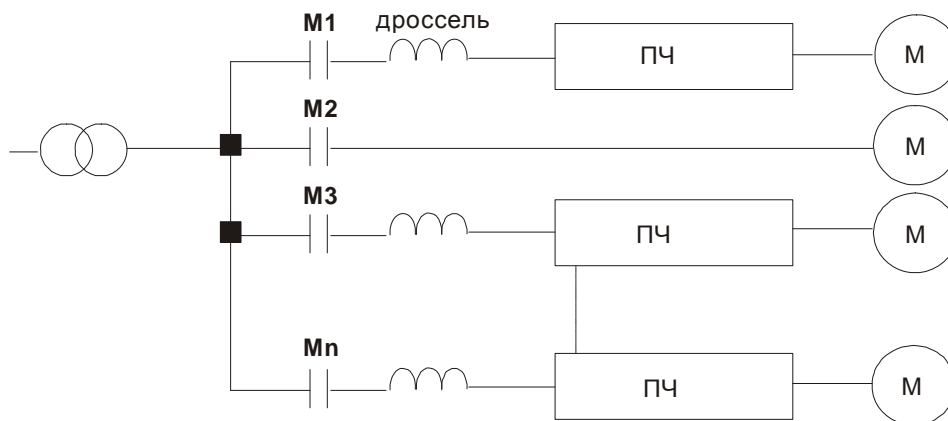 M1 дроссель
ПЧ М
M2
М
M3
ПЧ М
Mn
ПЧ М